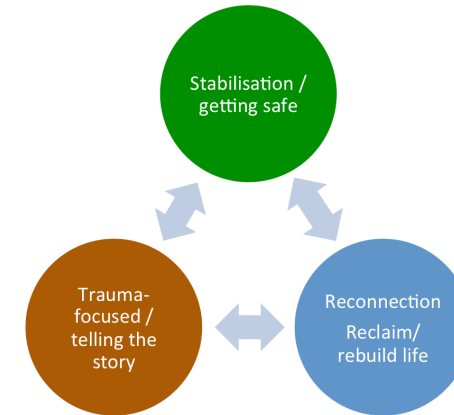 Stabilisation /
getting safe
Trauma-
focused /
telling the
story
Reconnection
Reclaim/
rebuild life